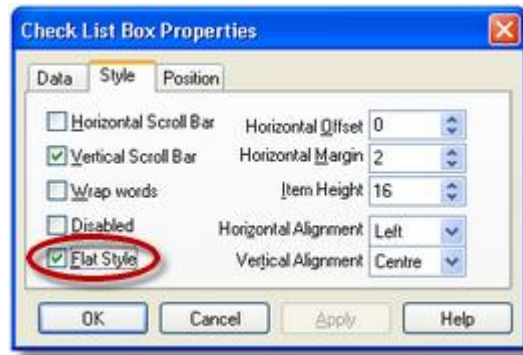 Check List Box Properties
Data Style Position
Horizontal Scroll Bar Horizontal Offset 0
Vertical Scroll Bar Horizontal Margin 2
Wrap words Item Height 16
Disabled Horizontal Alignment Left
Flat Style Vertical Alignment Centre
OK Cancel Apply Help